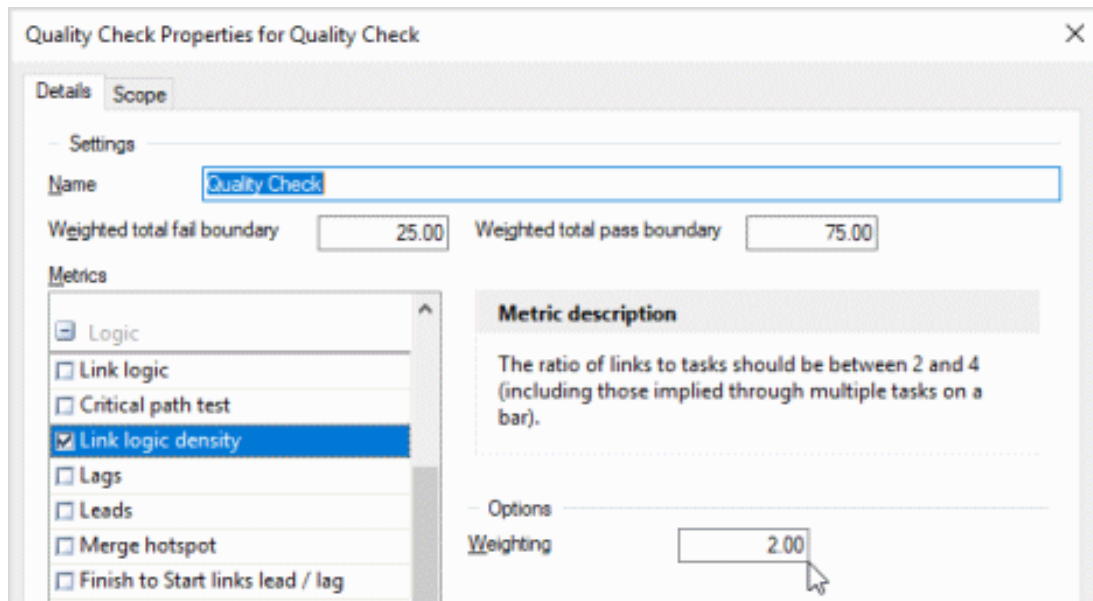 Quality Check Properties for Quality Check
Details Scope
Settings
Name Quality Check
Weighted total fail boundary 25.00 Weighted total pass boundary 75.00
Metrics
Logic
Link logic
Critical path test
Link logic density
Lags
Leads
Merge hotspot
Finish to Start links lead / lag
Metric description
The ratio of links to tasks should be between 2 and 4
(including those implied through multiple tasks on a
bar).
Options
Weighting 2.00